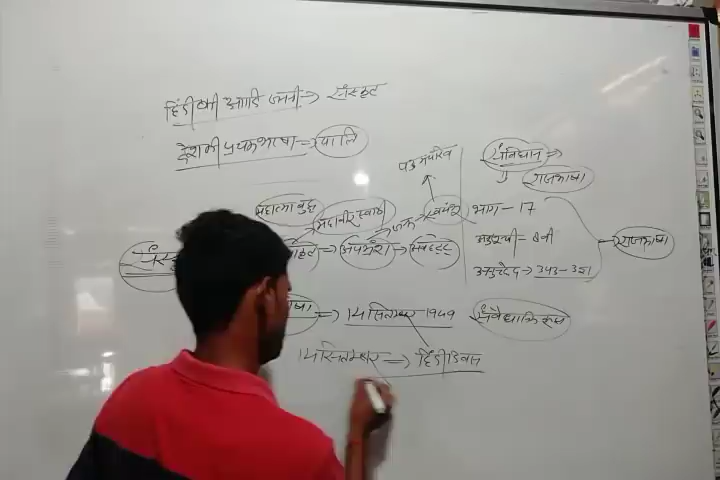 हिंदी की आदि जननी → संस्कृत
देश की प्रथम भाषा ⇒ पालि
पउमचरिउ
संविधान ⇒
राजभाषा
महात्मा बुद्ध
महावीर स्वामी
स्वयंभू
भाग - 17
⇒ अपभ्रंश → अवहट्ट
अनुसूची - 8वीं
राजभाषा
अनुच्छेद → 343 - 351
⇒ 14 सितम्बर 1949
14 सितम्बर ⇒ हिंदी दिवस